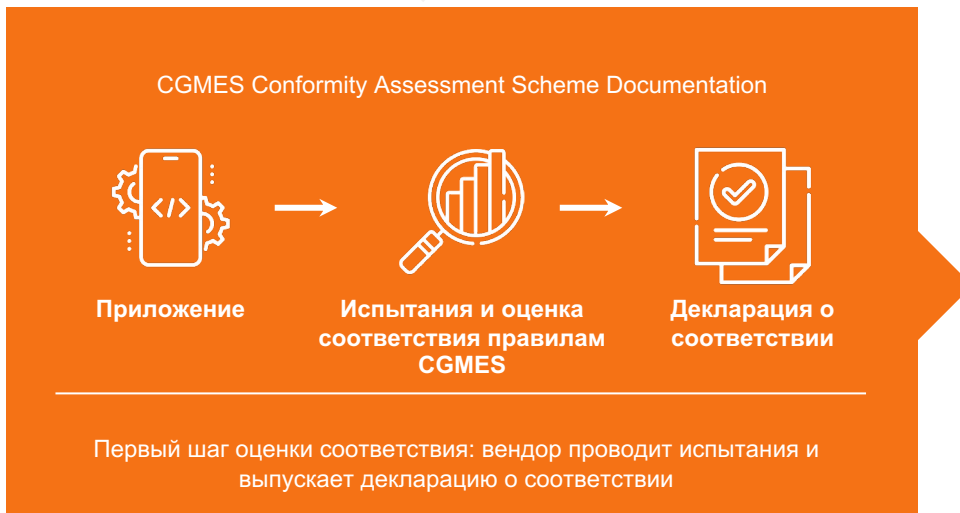 CGMES Conformity Assessment Scheme Documentation
</>
Приложение
Испытания и оценка
соответствия правилам
CGMES
Декларация о
соответствии
Первый шаг оценки соответствия: вендор проводит испытания и
выпускает декларацию о соответствии